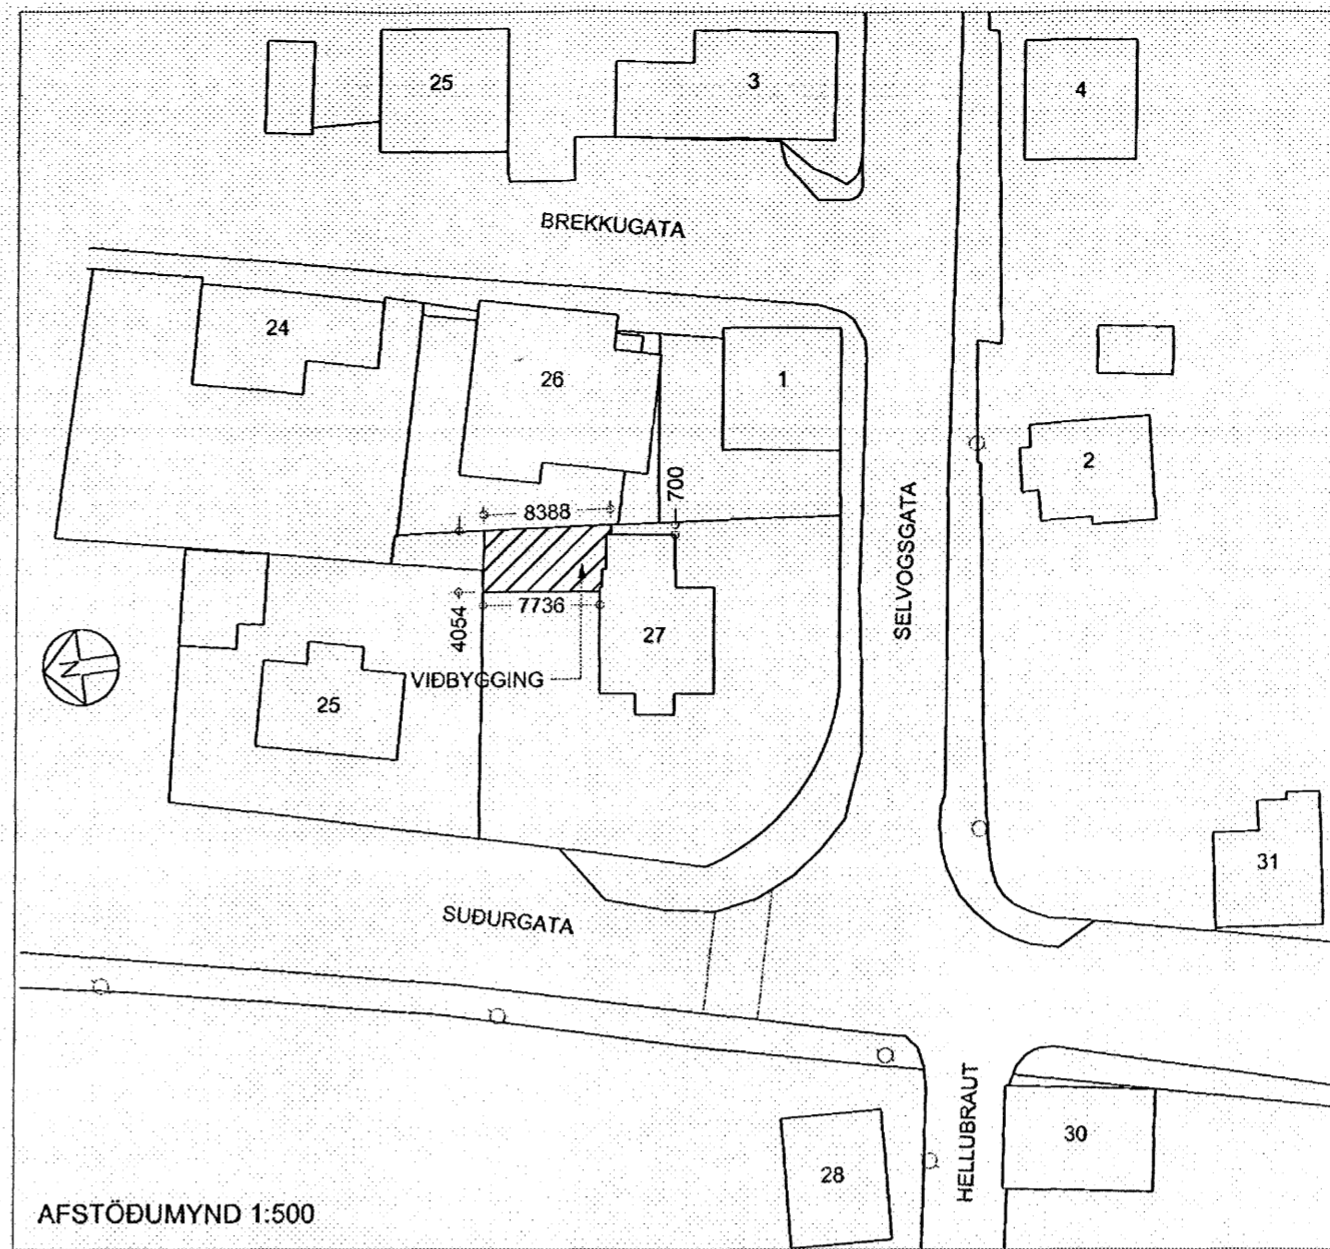 25
3
4
BREKKUGATA
24
26
1
2
700
8388
SELVOGSGATA
4054
7736
27
N
VIÐBYGGING
25
31
SUÐURGATA
HELLUBRAUT
30
28
AFSTÖÐUMYND 1:500